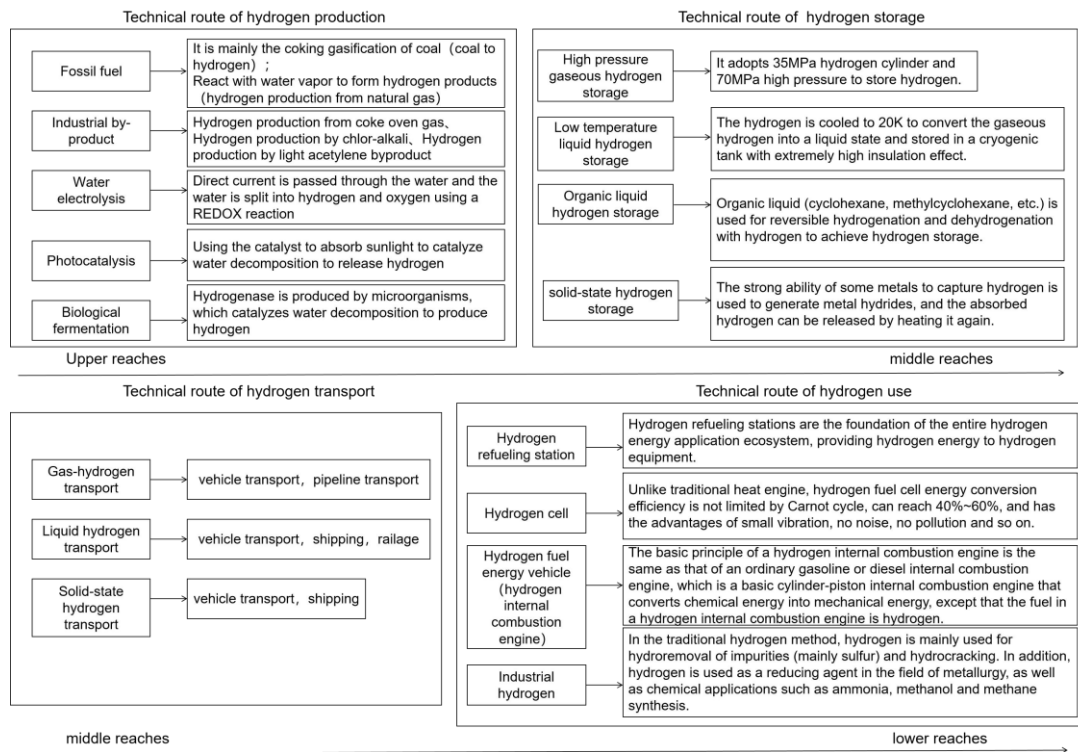 Technical route of hydrogen production
Fossil fuel
It is mainly the coking gasification of coal（coal to
hydrogen）；
React with water vapor to form hydrogen products
（hydrogen production from natural gas）
Industrial by-
product
Hydrogen production from coke oven gas、
Hydrogen production by chlor-alkali、Hydrogen
production by light acetylene byproduct
Water
electrolysis
Direct current is passed through the water and the
water is split into hydrogen and oxygen using a
REDOX reaction
Photocatalysis
Using the catalyst to absorb sunlight to catalyze
water decomposition to release hydrogen
Biological
fermentation
Hydrogenase is produced by microorganisms,
which catalyzes water decomposition to produce
hydrogen
Upper reaches
Technical route of hydrogen storage
High pressure
gaseous hydrogen
storage
It adopts 35MPa hydrogen cylinder and
70MPa high pressure to store hydrogen.
Low temperature
liquid hydrogen
storage
The hydrogen is cooled to 20K to convert the gaseous
hydrogen into a liquid state and stored in a cryogenic
tank with extremely high insulation effect.
Organic liquid
hydrogen storage
Organic liquid (cyclohexane, methylcyclohexane, etc.) is
used for reversible hydrogenation and dehydrogenation
with hydrogen to achieve hydrogen storage.
solid-state hydrogen
storage
The strong ability of some metals to capture hydrogen is
used to generate metal hydrides, and the absorbed
hydrogen can be released by heating it again.
middle reaches
Technical route of hydrogen transport
Gas-hydrogen
transport
vehicle transport，pipeline transport
Liquid hydrogen
transport
vehicle transport，shipping，railage
Solid-state
hydrogen
transport
vehicle transport，shipping
middle reaches
Technical route of hydrogen use
Hydrogen
refueling station
Hydrogen refueling stations are the foundation of the entire hydrogen
energy application ecosystem, providing hydrogen energy to hydrogen
equipment.
Hydrogen cell
Unlike traditional heat engine, hydrogen fuel cell energy conversion
efficiency is not limited by Carnot cycle, can reach 40%~60%, and has
the advantages of small vibration, no noise, no pollution and so on.
Hydrogen fuel
energy vehicle
（hydrogen
internal
combustion
engine）
The basic principle of a hydrogen internal combustion engine is the
same as that of an ordinary gasoline or diesel internal combustion
engine, which is a basic cylinder-piston internal combustion engine that
converts chemical energy into mechanical energy, except that the fuel in
a hydrogen internal combustion engine is hydrogen.
Industrial
hydrogen
In the traditional hydrogen method, hydrogen is mainly used for
hydroremoval of impurities (mainly sulfur) and hydrocracking. In addition,
hydrogen is used as a reducing agent in the field of metallurgy, as well
as chemical applications such as ammonia, methanol and methane
synthesis.
lower reaches